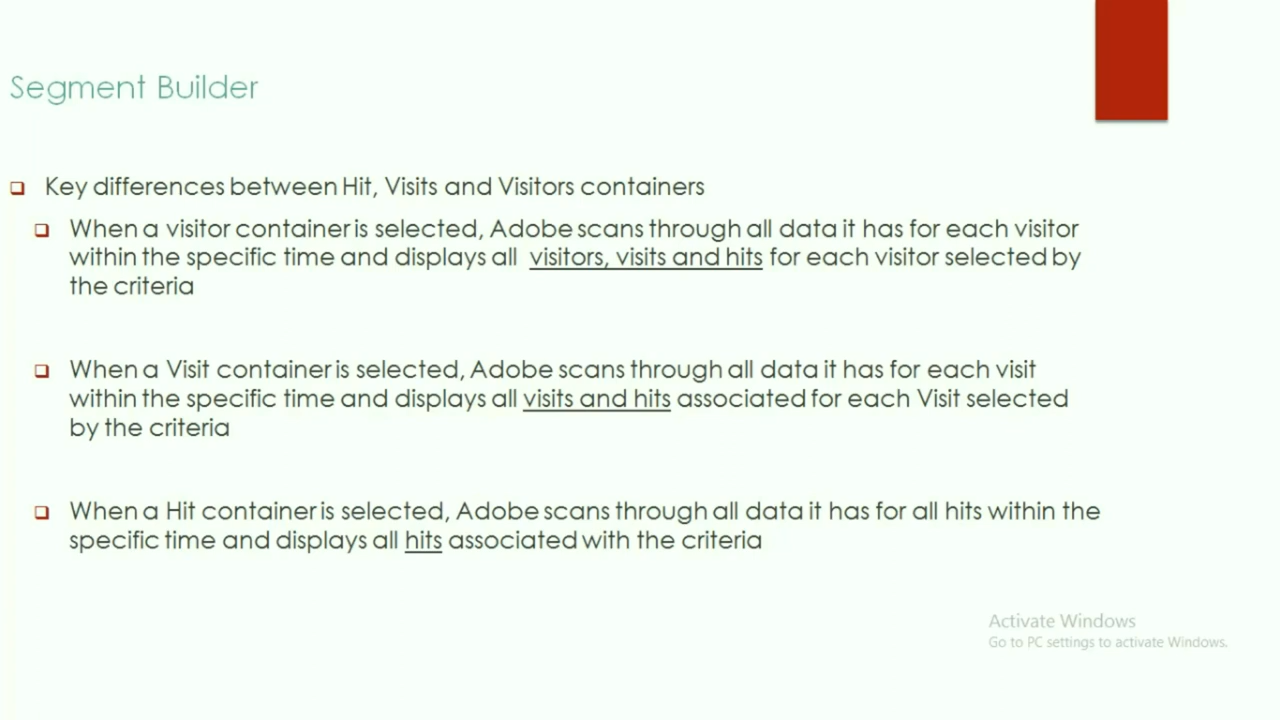 Segment Builder
Key differences between Hit, Visits and Visitors containers
When a visitor container is selected, Adobe scans through all data it has for each visitor
within the specific time and displays all visitors, visits and hits for each visitor selected by
the criteria
When a Visit container is selected, Adobe scans through all data it has for each visit
within the specific time and displays all visits and hits associated for each Visit selected
by the criteria
When a Hit container is selected, Adobe scans through all data it has for all hits within the
specific time and displays all hits associated with the criteria
Activate Windows
Go to PC settings to activate Windows.